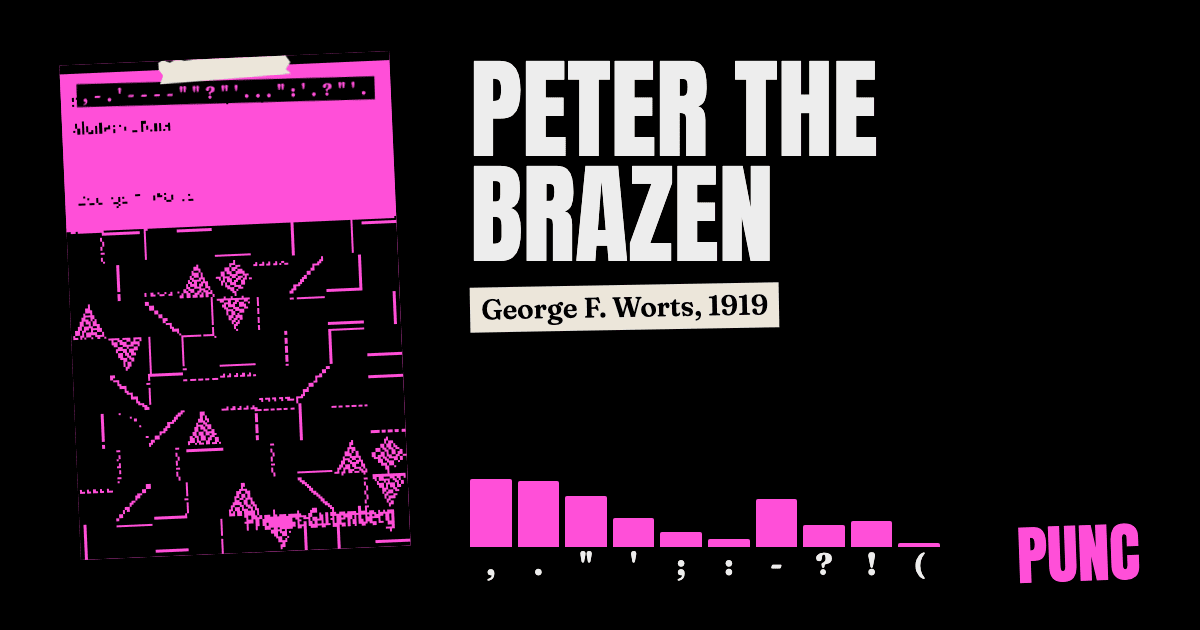 ,-.'----""?"'...":'.?"'.
Project Gutenberg
PETER THE
BRAZEN
George F. Worts, 1919
, . " ' ; : - ? ! (
PUNC